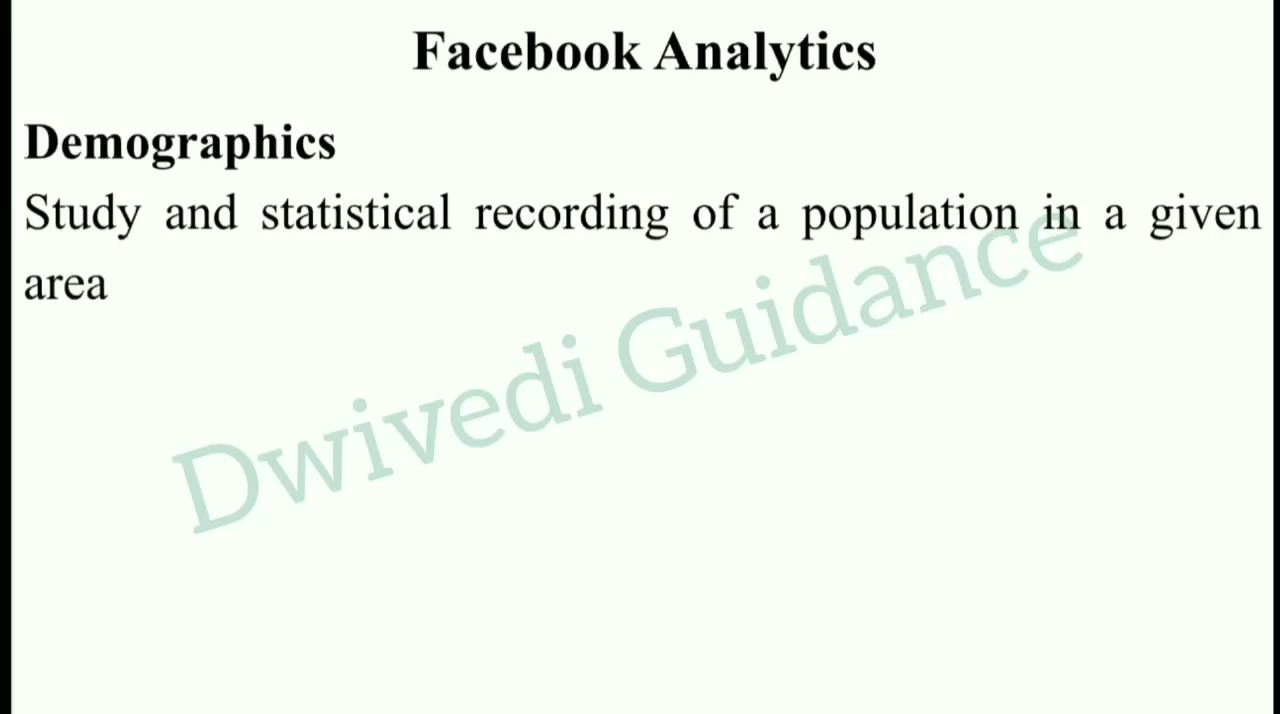 Facebook Analytics
Demographics
Study and statistical recording of a population in a given
area
Dwivedi Guidance